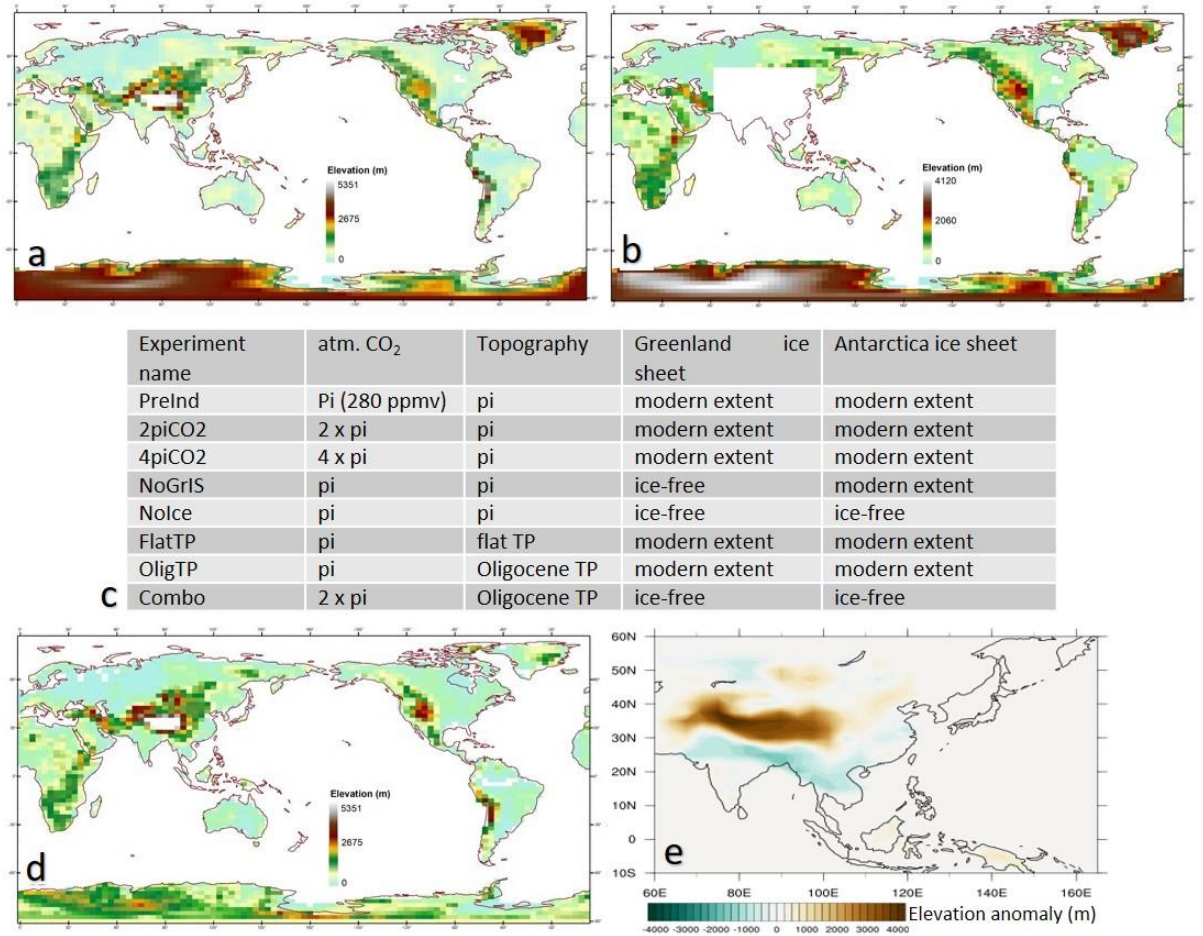 Elevation (m)
5351
2675
0
a
Elevation (m)
4120
2060
0
b
Experiment name
atm. CO₂
Topography
Greenland ice sheet
Antarctica ice sheet
PreInd
Pi (280 ppmv)
pi
modern extent
modern extent
2piCO2
2 x pi
pi
modern extent
modern extent
4piCO2
4 x pi
pi
modern extent
modern extent
NoGrIS
pi
pi
ice-free
modern extent
NoIce
pi
pi
ice-free
ice-free
FlatTP
pi
flat TP
modern extent
modern extent
OligTP
pi
Oligocene TP
modern extent
modern extent
Combo
2 x pi
Oligocene TP
ice-free
ice-free
c
Elevation (m)
5351
2675
0
d
60N
50N
40N
30N
20N
10N
0
10S
60E 80E 100E 120E 140E 160E
e
Elevation anomaly (m)
-4000 -3000 -2000 -1000 0 1000 2000 3000 4000